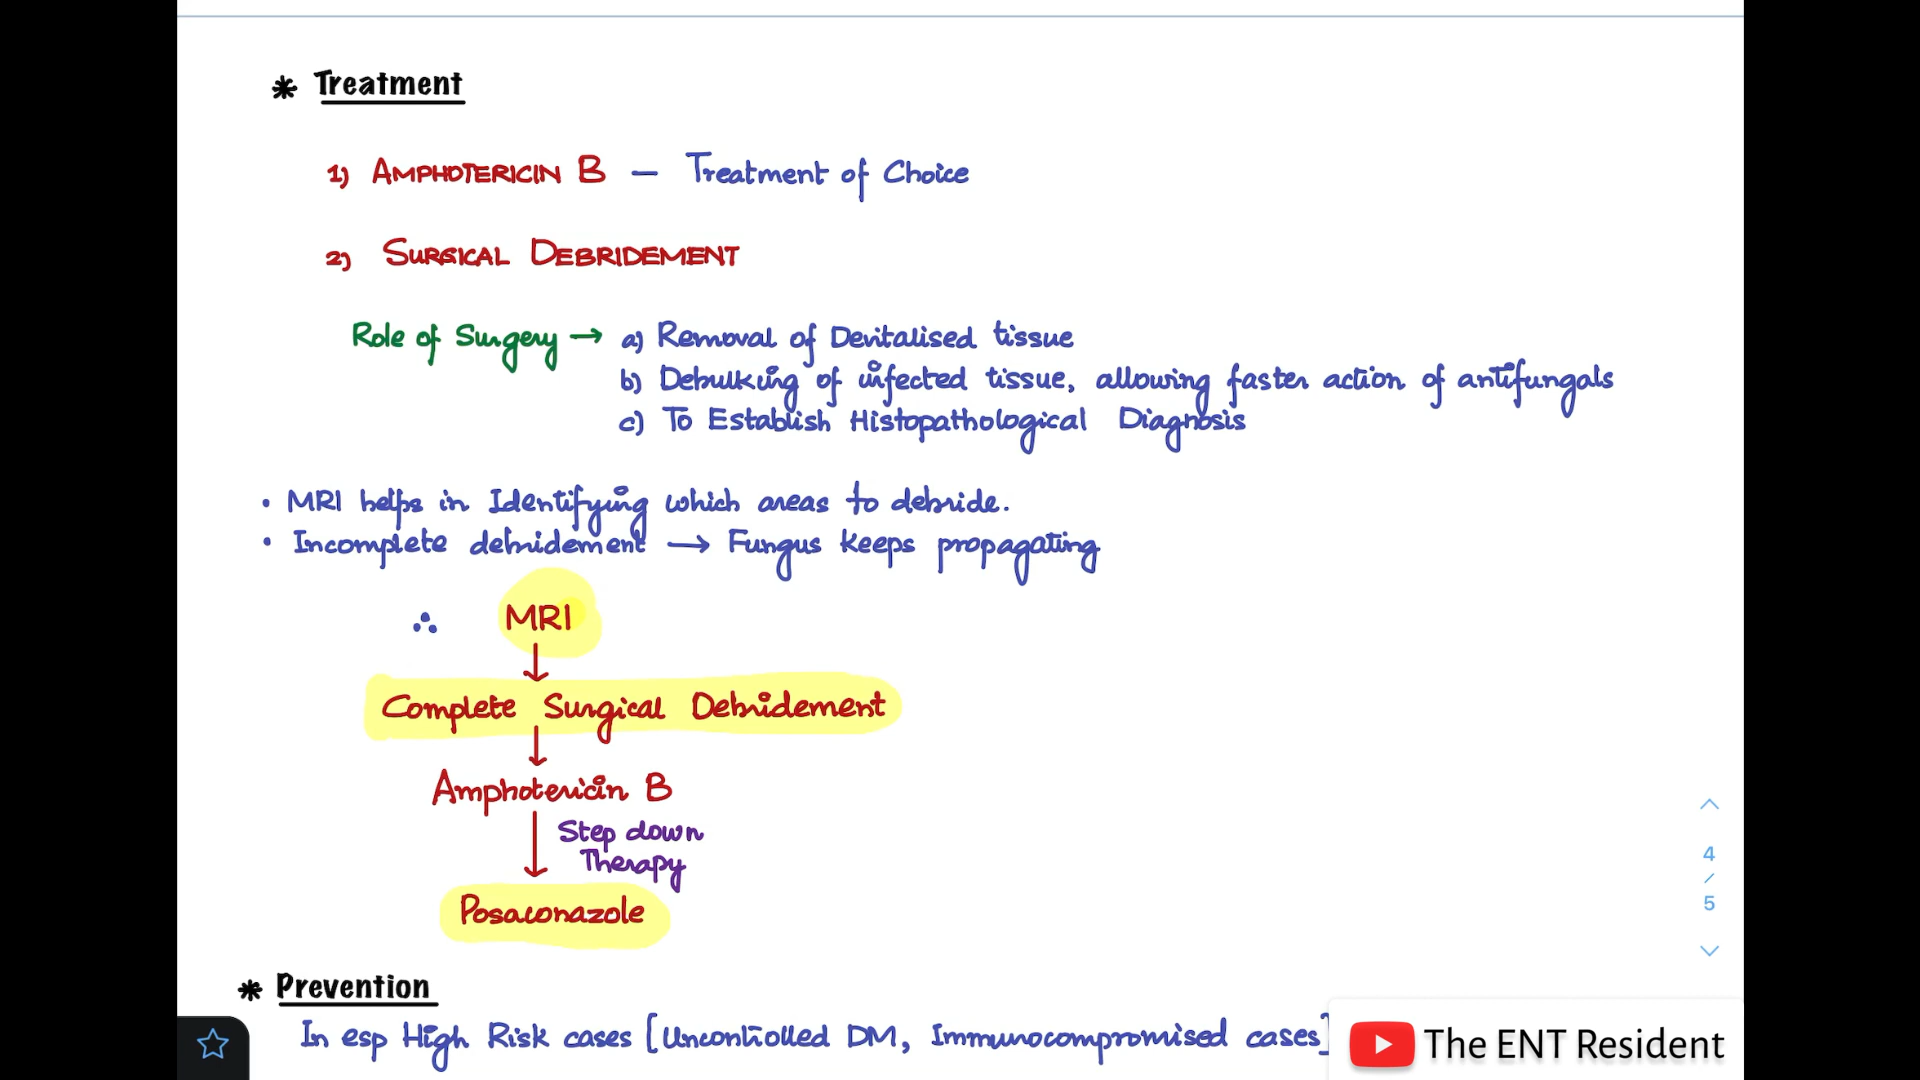 * Treatment
1) AMPHOTERICIN B — Treatment of Choice
2) SURGICAL DEBRIDEMENT
Role of Surgery → a) Removal of Devitalised tissue
b) Debulking of infected tissue, allowing faster action of antifungals
c) To Establish Histopathological Diagnosis
• MRI helps in Identifying which areas to debride.
• Incomplete debridement → Fungus keeps propagating
∴ MRI
↓
Complete Surgical Debridement
↓
Amphotericin B
↓ Step down
Therapy
Posaconazole
4
/
5
* Prevention
In esp High Risk cases [Uncontrolled DM, Immunocompromised cases]
The ENT Resident